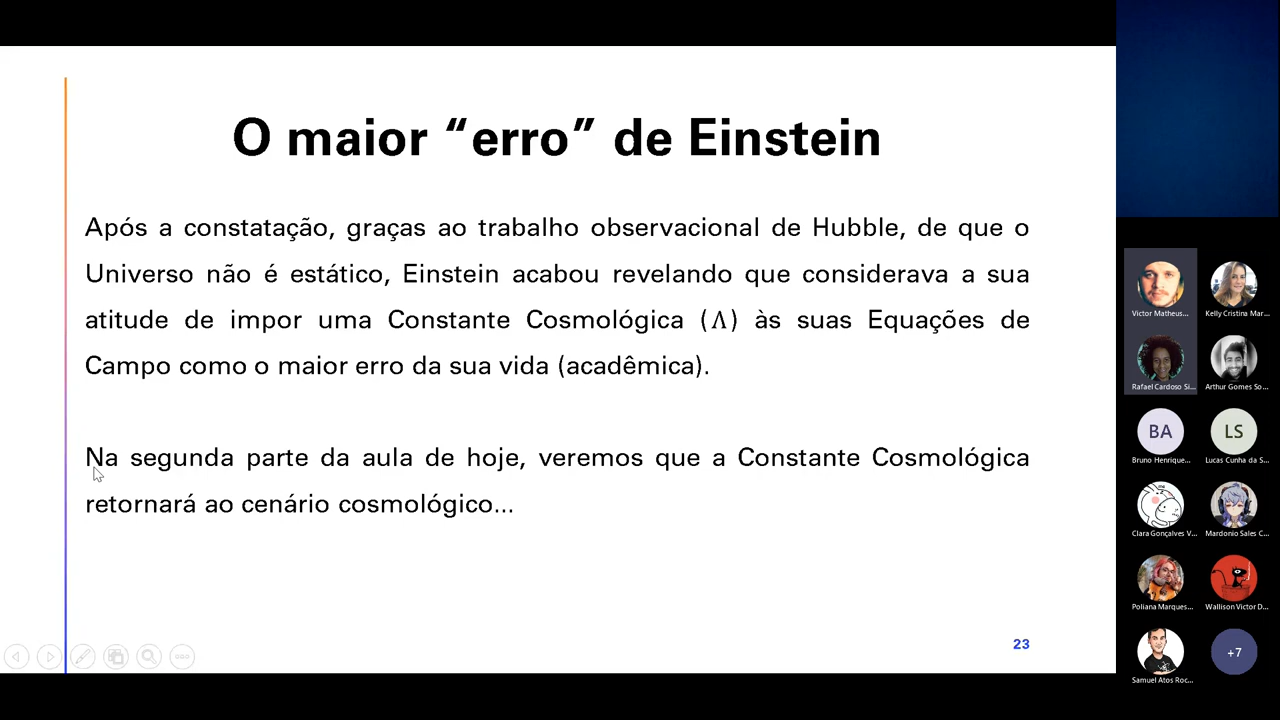 O maior “erro” de Einstein
Após a constatação, graças ao trabalho observacional de Hubble, de que o
Universo não é estático, Einstein acabou revelando que considerava a sua
atitude de impor uma Constante Cosmológica (Λ) às suas Equações de
Campo como o maior erro da sua vida (acadêmica).
Na segunda parte da aula de hoje, veremos que a Constante Cosmológica
retornará ao cenário cosmológico...
23
Victor Matheus...
Kelly Cristina Mar...
Rafael Cardoso Si...
Arthur Gomes So...
BA
LS
Bruno Henrique...
Lucas Cunha da S...
Clara Gonçalves V...
Mardonio Sales C...
Poliana Marques...
Wallison Victor D...
+7
Samuel Atos Roc...